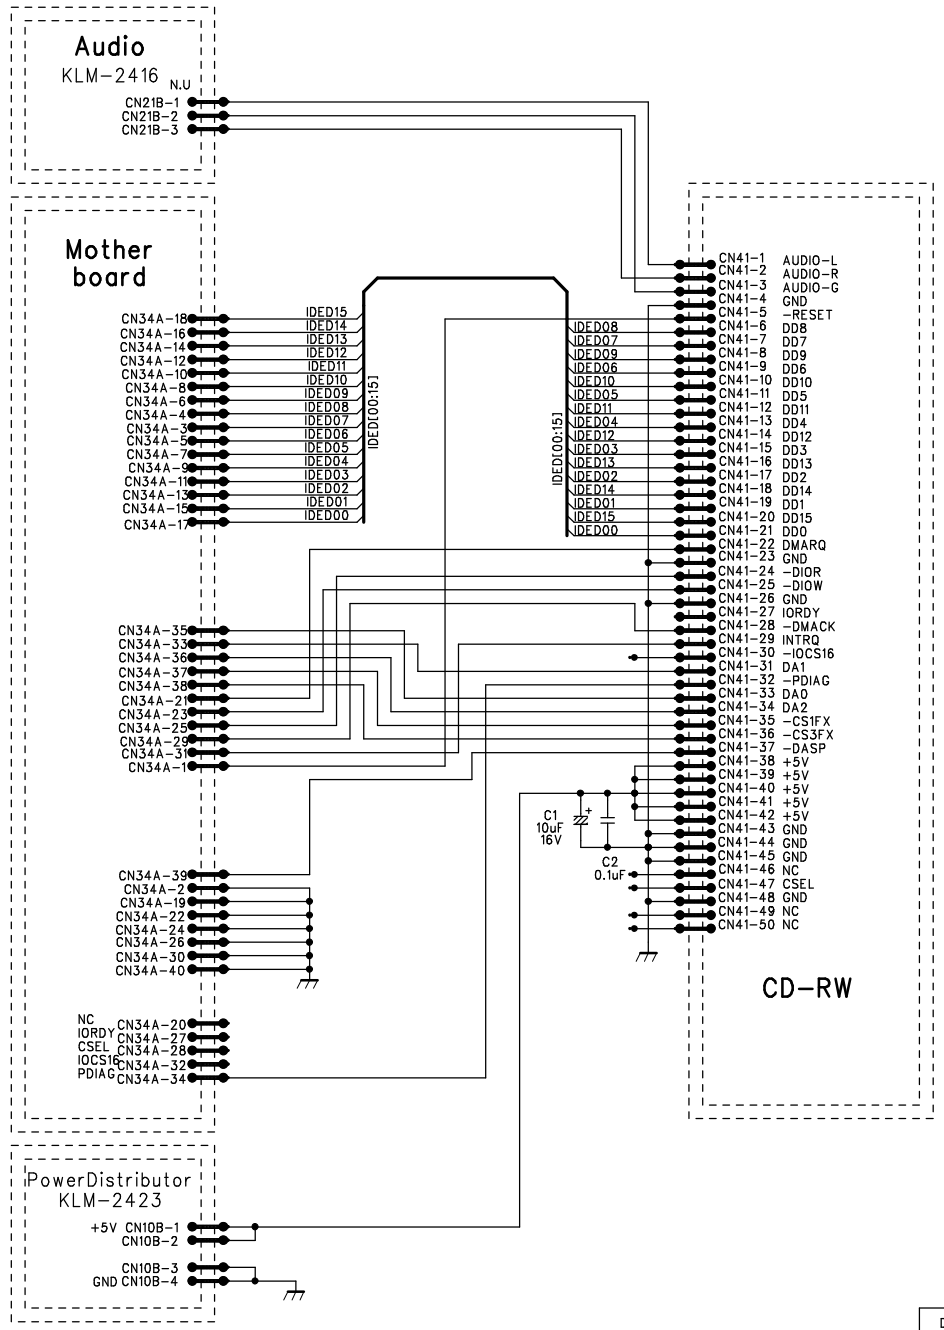 Audio
KLM-2416
N.U
CN21B-1
CN21B-2
CN21B-3
Mother
board
CN34A-18
CN34A-16
CN34A-14
CN34A-12
CN34A-10
CN34A-8
CN34A-6
CN34A-4
CN34A-3
CN34A-5
CN34A-7
CN34A-9
CN34A-11
CN34A-13
CN34A-15
CN34A-17
IDED15
IDED14
IDED13
IDED12
IDED11
IDED10
IDED09
IDED08
IDED07
IDED06
IDED05
IDED04
IDED03
IDED02
IDED01
IDED00
IDED[00:15]
IDED[00:15]
IDED08
IDED07
IDED09
IDED06
IDED10
IDED05
IDED11
IDED04
IDED12
IDED03
IDED13
IDED02
IDED14
IDED01
IDED15
IDED00
CN34A-35
CN34A-33
CN34A-36
CN34A-37
CN34A-38
CN34A-21
CN34A-23
CN34A-25
CN34A-29
CN34A-31
CN34A-1
CN34A-39
CN34A-2
CN34A-19
CN34A-22
CN34A-24
CN34A-26
CN34A-30
CN34A-40
NC CN34A-20
IORDY CN34A-27
CSEL CN34A-28
IOCS16 CN34A-32
PDIAG CN34A-34
C1
10uF
16V
+
C2
0.1uF
CN41-1 AUDIO-L
CN41-2 AUDIO-R
CN41-3 AUDIO-G
CN41-4 GND
CN41-5 -RESET
CN41-6 DD8
CN41-7 DD7
CN41-8 DD9
CN41-9 DD6
CN41-10 DD10
CN41-11 DD5
CN41-12 DD11
CN41-13 DD4
CN41-14 DD12
CN41-15 DD3
CN41-16 DD13
CN41-17 DD2
CN41-18 DD14
CN41-19 DD1
CN41-20 DD15
CN41-21 DD0
CN41-22 DMARQ
CN41-23 GND
CN41-24 -DIOR
CN41-25 -DIOW
CN41-26 GND
CN41-27 IORDY
CN41-28 -DMACK
CN41-29 INTRQ
CN41-30 -IOCS16
CN41-31 DA1
CN41-32 -PDIAG
CN41-33 DA0
CN41-34 DA2
CN41-35 -CS1FX
CN41-36 -CS3FX
CN41-37 -DASP
CN41-38 +5V
CN41-39 +5V
CN41-40 +5V
CN41-41 +5V
CN41-42 +5V
CN41-43 GND
CN41-44 GND
CN41-45 GND
CN41-46 NC
CN41-47 CSEL
CN41-48 GND
CN41-49 NC
CN41-50 NC
CD-RW
PowerDistributor
KLM-2423
+5V CN10B-1
CN10B-2
CN10B-3
GND CN10B-4